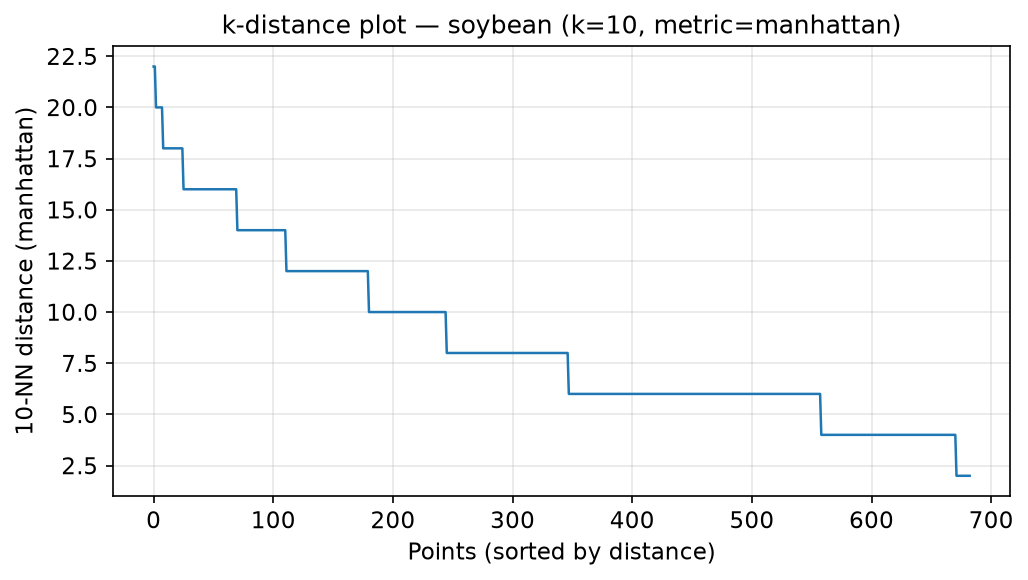 k-distance plot — soybean (k=10, metric=manhattan)
22.5
20.0
17.5
15.0
12.5
10.0
7.5
5.0
2.5
10-NN distance (manhattan)
0 100 200 300 400 500 600 700
Points (sorted by distance)